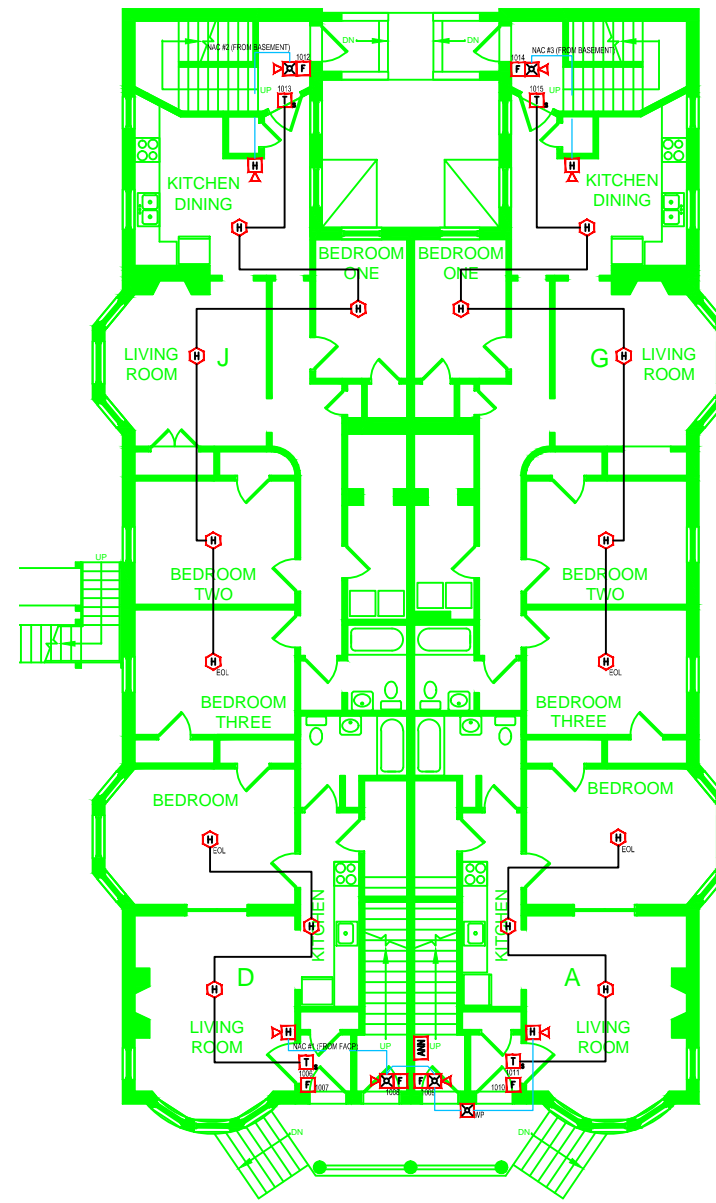 DN
DN
NAC #2 (FROM BASEMENT)
1012
1014
NAC #3 (FROM BASEMENT)
F
F
UP
1013
UP
1015
T
S
T
S
H
H
KITCHEN
DINING
KITCHEN
DINING
H
H
BEDROOM
ONE
BEDROOM
ONE
H
H
LIVING
ROOM
H
J
G
H
LIVING
ROOM
H
H
UP
BEDROOM
TWO
BEDROOM
TWO
H
EOL
H
EOL
BEDROOM
THREE
BEDROOM
THREE
BEDROOM
BEDROOM
H
EOL
H
EOL
KITCHEN
KITCHEN
H
H
D
A
H
H
LIVING
ROOM
LIVING
ROOM
H
H
NAC #1 (FROM FACP)
UP
ANN
UP
T
S
1006
T
S
1011
F
1007
F
F
1008
1009
1010
F
WP
DN
DN